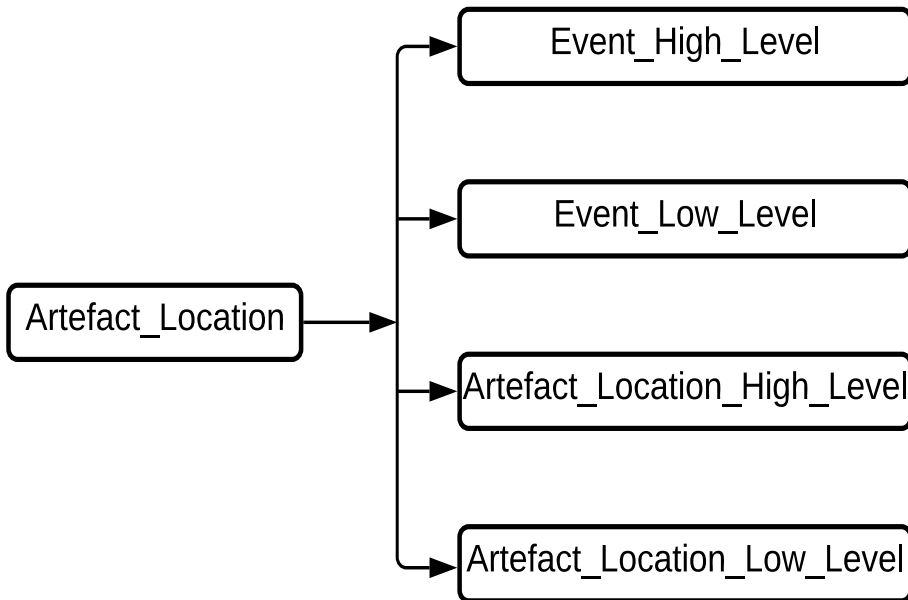 Event_High_Level
Event_Low_Level
Artefact_Location
Artefact_Location_High_Level
Artefact_Location_Low_Level